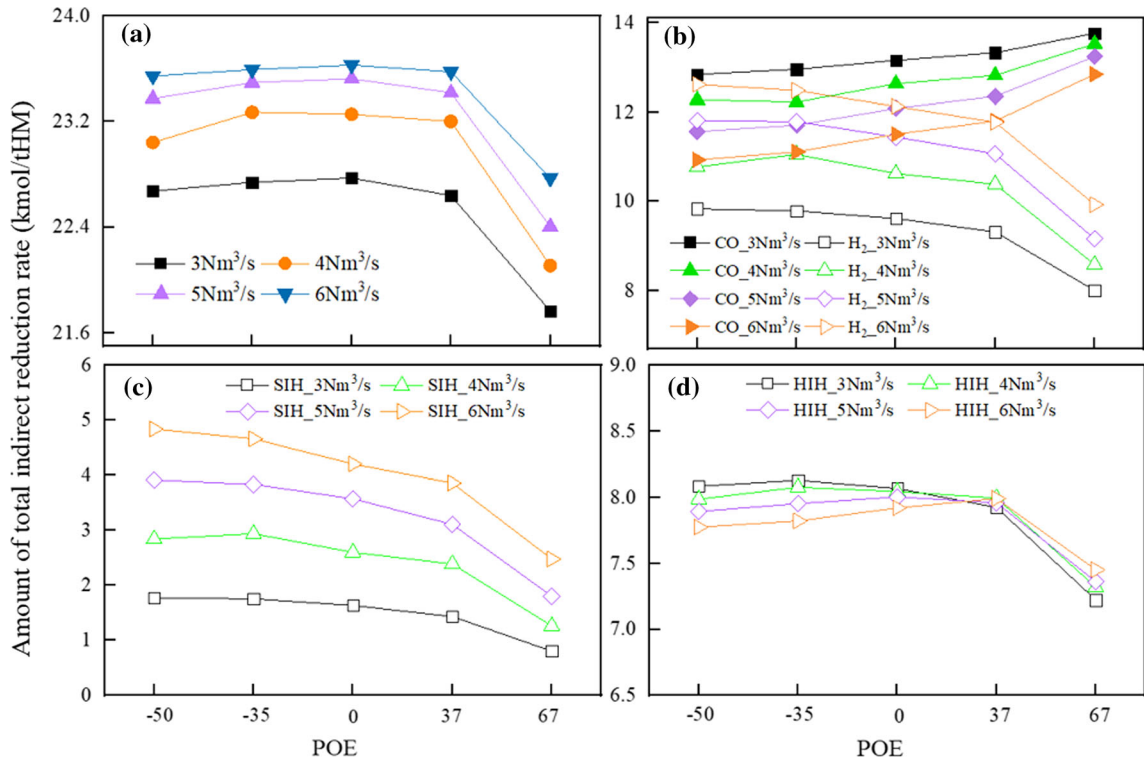 Amount of total indirect reduction rate (kmol/tHM)
(a)
24.0
23.2
22.4
21.6
3Nm³/s 4Nm³/s
5Nm³/s 6Nm³/s
(b)
14
12
10
8
CO_3Nm³/s H₂_3Nm³/s
CO_4Nm³/s H₂_4Nm³/s
CO_5Nm³/s H₂_5Nm³/s
CO_6Nm³/s H₂_6Nm³/s
(c)
SIH_3Nm³/s SIH_4Nm³/s
SIH_5Nm³/s SIH_6Nm³/s
6
5
4
3
2
1
0
-50 -35 0 37 67
POE
(d)
HIH_3Nm³/s HIH_4Nm³/s
HIH_5Nm³/s HIH_6Nm³/s
9.0
8.5
8.0
7.5
7.0
6.5
-50 -35 0 37 67
POE